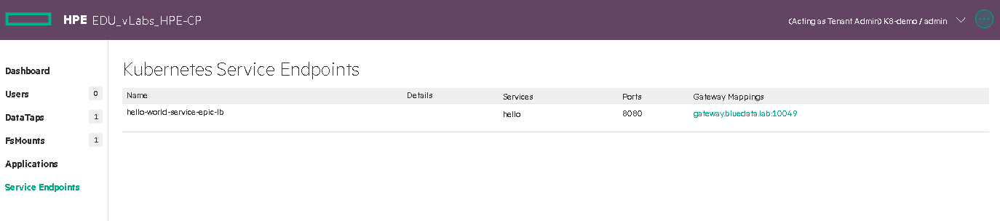 HPE EDU_vLabs_HPE-CP
(Acting as Tenant Admin) K8-demo / admin
Dashboard
Users 0
DataTaps 1
FsMounts 1
Applications
Service Endpoints
Kubernetes Service Endpoints
Name Details Services Ports Gateway Mappings
hello-world-service-epic-lb hello 8080 gateway.bluedata.lab:10049